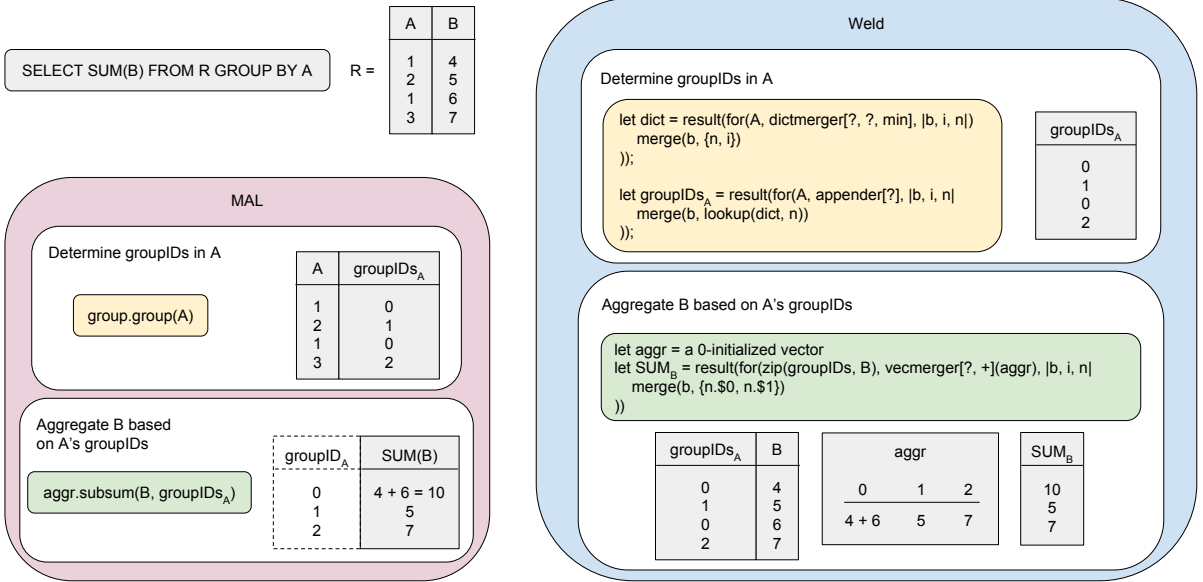 SELECT SUM(B) FROM R GROUP BY A
R =
A B
1 4
2 5
1 6
3 7
MAL
Determine groupIDs in A
group.group(A)
A groupIDsA
1 0
2 1
1 0
3 2
Aggregate B based
on A's groupIDs
aggr.subsum(B, groupIDsA)
groupIDA SUM(B)
0 4 + 6 = 10
1 5
2 7
Weld
Determine groupIDs in A
let dict = result(for(A, dictmerger[?, ?, min], |b, i, n|)
merge(b, {n, i})
));
let groupIDsA = result(for(A, appender[?], |b, i, n|
merge(b, lookup(dict, n))
));
groupIDsA
0
1
0
2
Aggregate B based on A's groupIDs
let aggr = a 0-initialized vector
let SUMB = result(for(zip(groupIDs, B), vecmerger[?, +](aggr), |b, i, n|
merge(b, {n.$0, n.$1})
))
groupIDsA B
0 4
1 5
0 6
2 7
aggr
0 1 2
4 + 6 5 7
SUMB
10
5
7